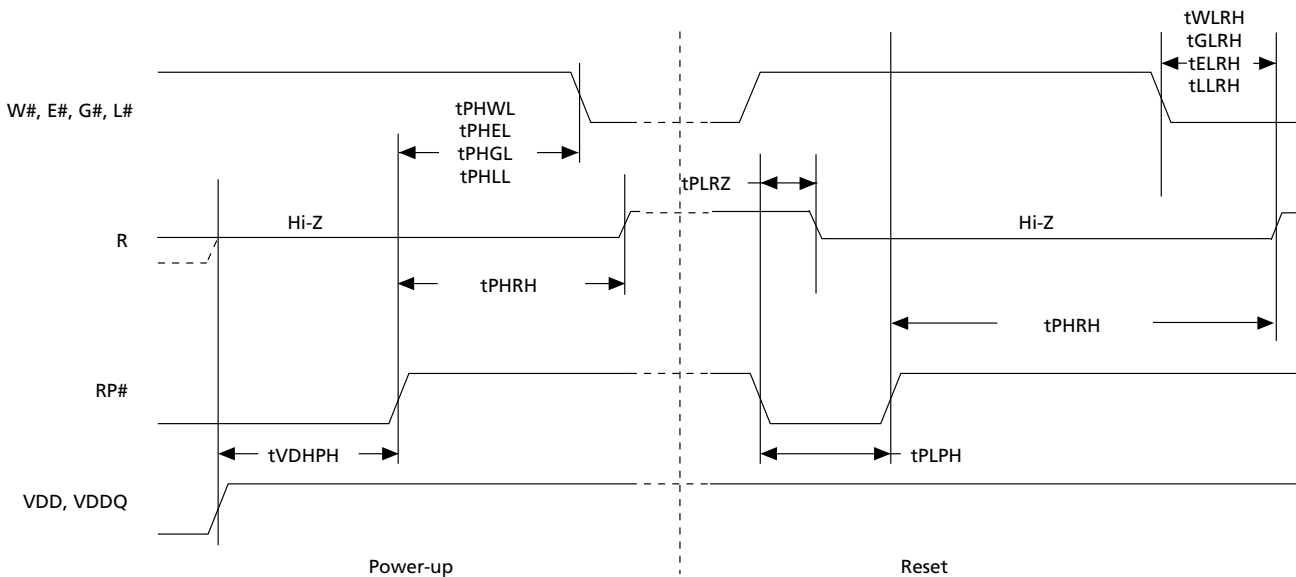 tWLRH
tGLRH
tELRH
tLLRH
W#, E#, G#, L#
tPHWL
tPHEL
tPHGL
tPHLL
tPLRZ
R
Hi-Z
Hi-Z
tPHRH
tPHRH
RP#
tVDHPH
tPLPH
VDD, VDDQ
Power-up
Reset